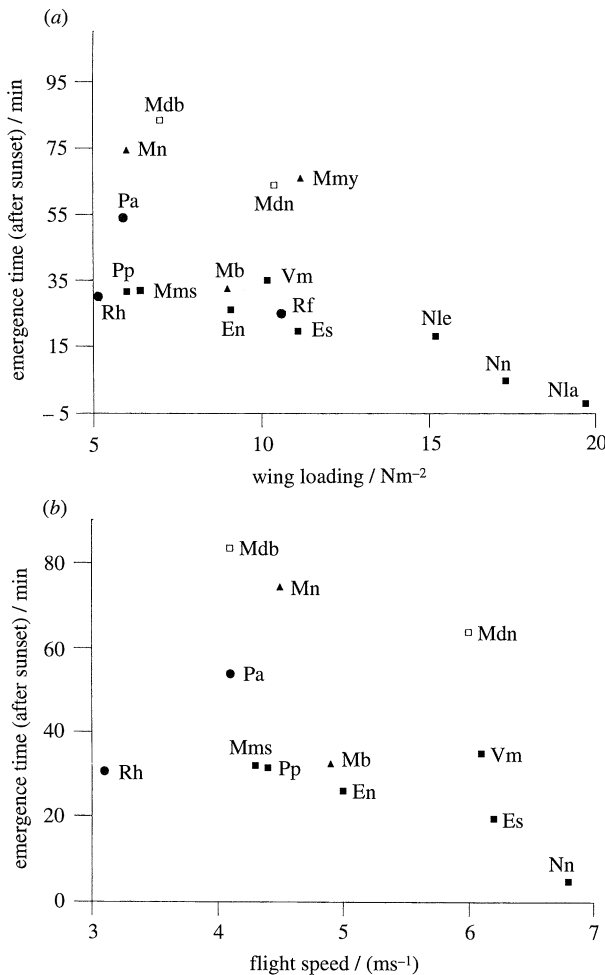 (a)
emergence time (after sunset) / min
95
75
55
35
15
– 5
Mdb
Mn
Mmy
Mdn
Pa
Pp
Mms
Mb
Vm
Rh
En
Rf
Es
Nle
Nn
Nla
5
10
15
20
wing loading / Nm⁻²
(b)
emergence time (after sunset) / min
80
60
40
20
0
Mdb
Mn
Mdn
Pa
Mms
Pp
Mb
Vm
Rh
En
Es
Nn
3
4
5
6
7
flight speed / (ms⁻¹)